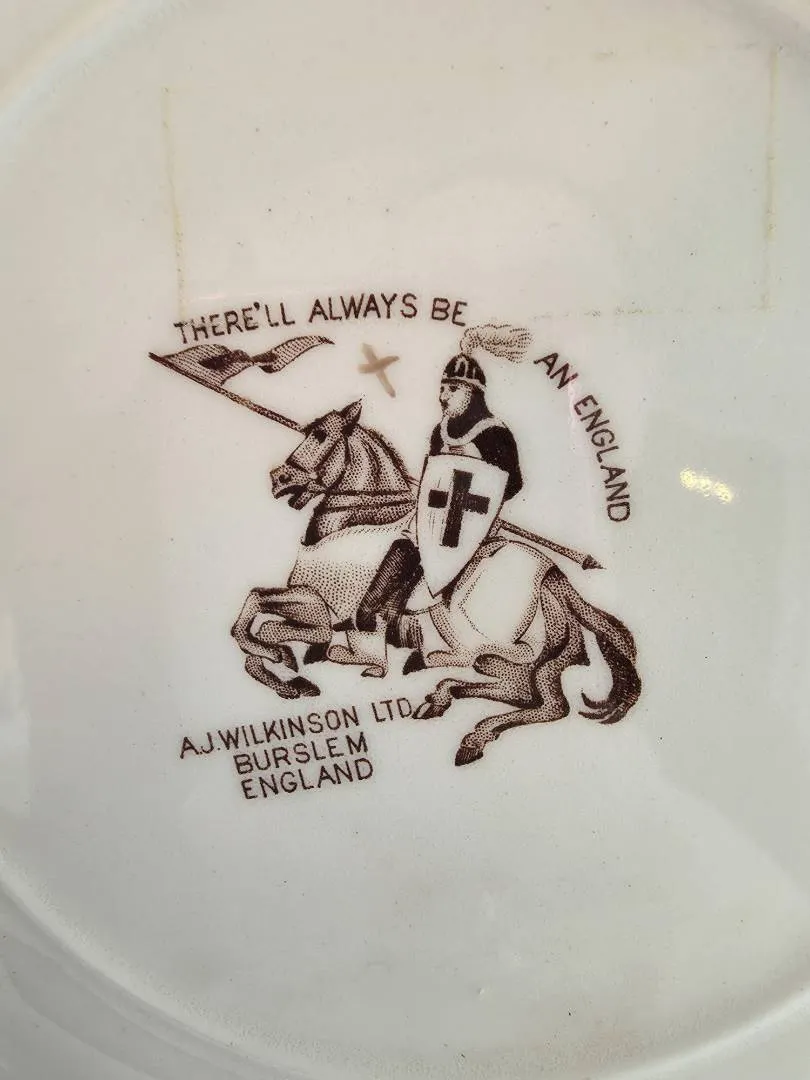 THERE'LL ALWAYS BE AN ENGLAND
A.J. WILKINSON LTD
BURSLEM
ENGLAND